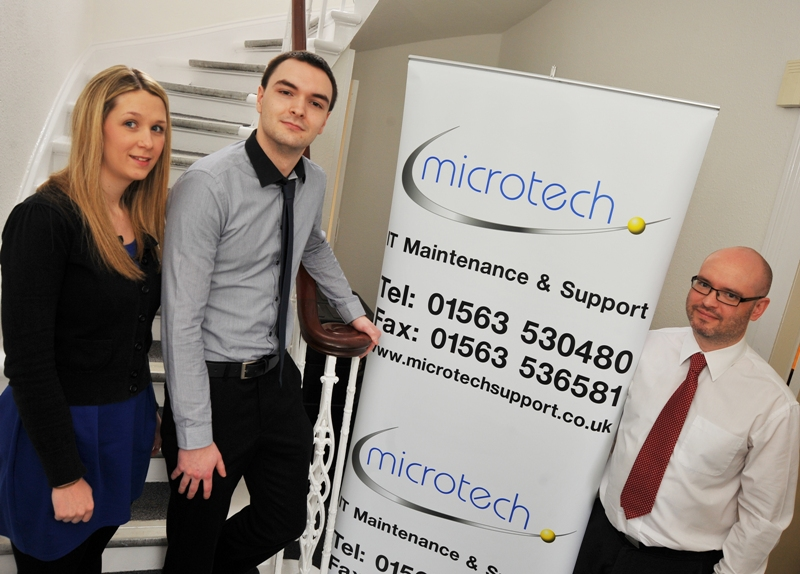 microtech
IT Maintenance & Support
Tel: 01563 530480
Fax: 01563 536581
www.microtechsupport.co.uk
microtech
IT Maintenance & S
Tel: 015
Fax: